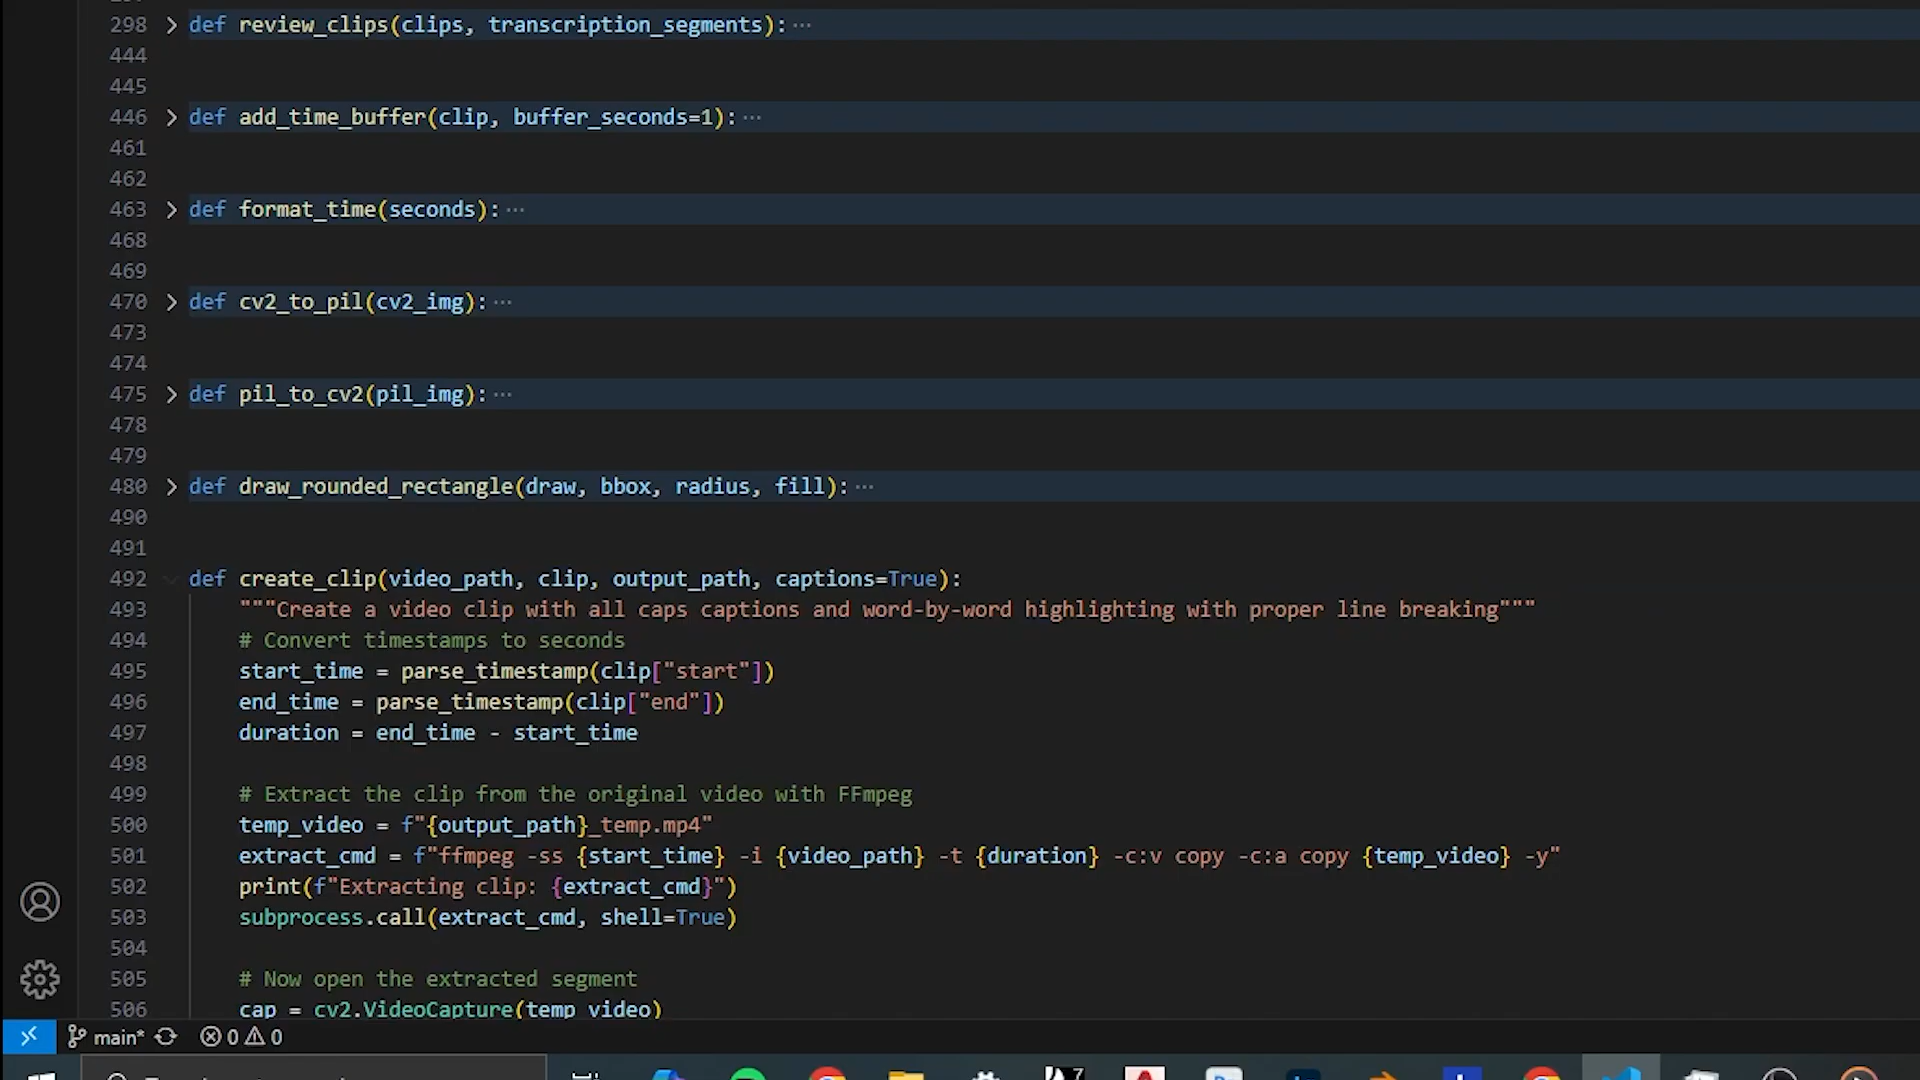 298 > def review_clips(clips, transcription_segments): ···
444
445
446 > def add_time_buffer(clip, buffer_seconds=1): ···
461
462
463 > def format_time(seconds): ···
468
469
470 > def cv2_to_pil(cv2_img): ···
473
474
475 > def pil_to_cv2(pil_img): ···
478
479
480 > def draw_rounded_rectangle(draw, bbox, radius, fill): ···
490
491
492 def create_clip(video_path, clip, output_path, captions=True):
493 """Create a video clip with all caps captions and word-by-word highlighting with proper line breaking"""
494 # Convert timestamps to seconds
495 start_time = parse_timestamp(clip["start"])
496 end_time = parse_timestamp(clip["end"])
497 duration = end_time - start_time
498
499 # Extract the clip from the original video with FFmpeg
500 temp_video = f"{output_path}_temp.mp4"
501 extract_cmd = f"ffmpeg -ss {start_time} -i {video_path} -t {duration} -c:v copy -c:a copy {temp_video} -y"
502 print(f"Extracting clip: {extract_cmd}")
503 subprocess.call(extract_cmd, shell=True)
504
505 # Now open the extracted segment
506 cap = cv2.VideoCapture(temp_video)
main* 0 0